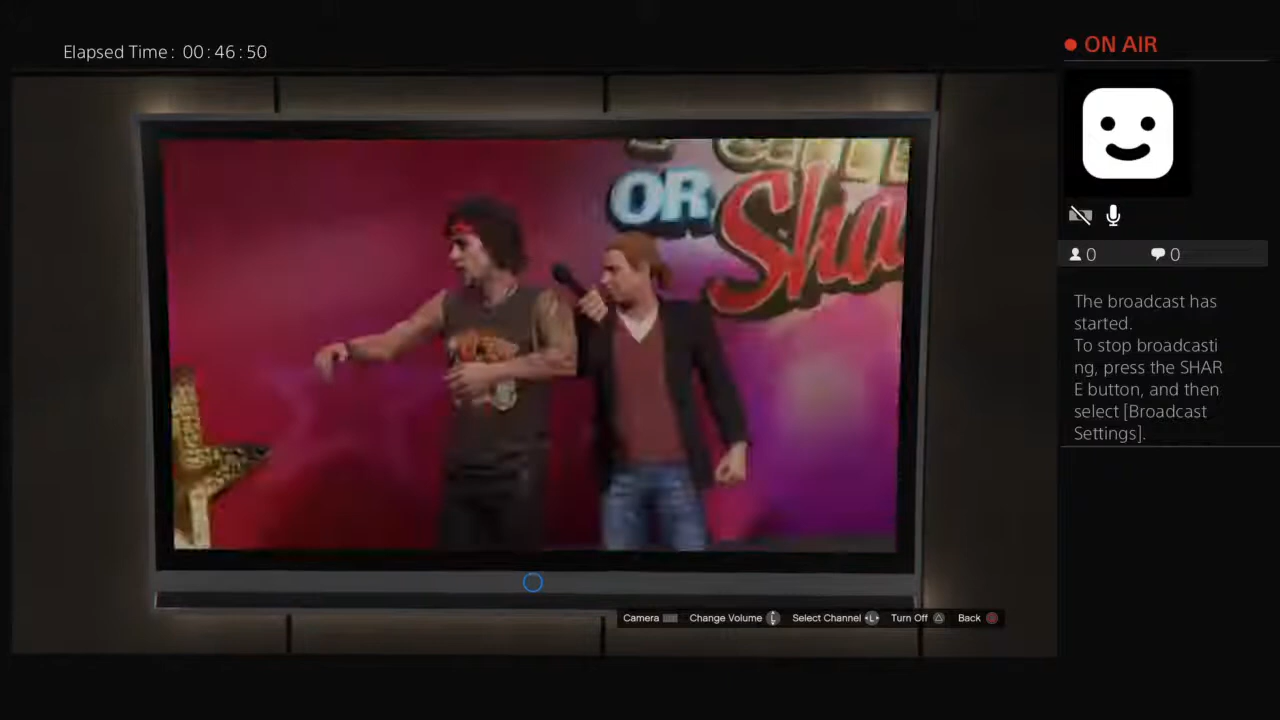 Elapsed Time: 00:46:50
ON AIR
0
0
OR
Sha
The broadcast has
started.
To stop broadcasti
ng, press the SHAR
E button, and then
select [Broadcast
Settings].
Camera Change Volume L Select Channel L Turn Off Back